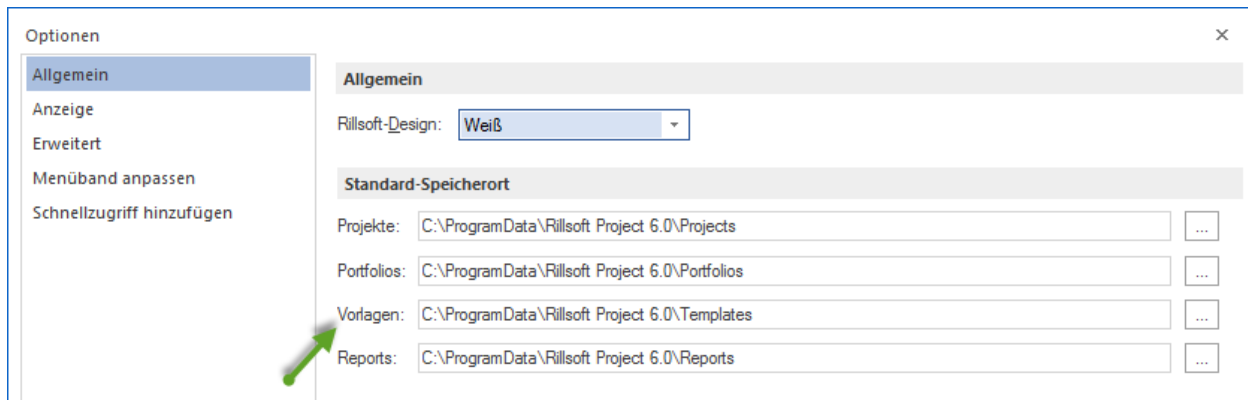 Optionen
Allgemein
Anzeige
Erweitert
Menüband anpassen
Schnellzugriff hinzufügen
Allgemein
Rillsoft-Design: Weiß
Standard-Speicherort
Projekte: C:\ProgramData\Rillsoft Project 6.0\Projects ...
Portfolios: C:\ProgramData\Rillsoft Project 6.0\Portfolios ...
Vorlagen: C:\ProgramData\Rillsoft Project 6.0\Templates ...
Reports: C:\ProgramData\Rillsoft Project 6.0\Reports ...